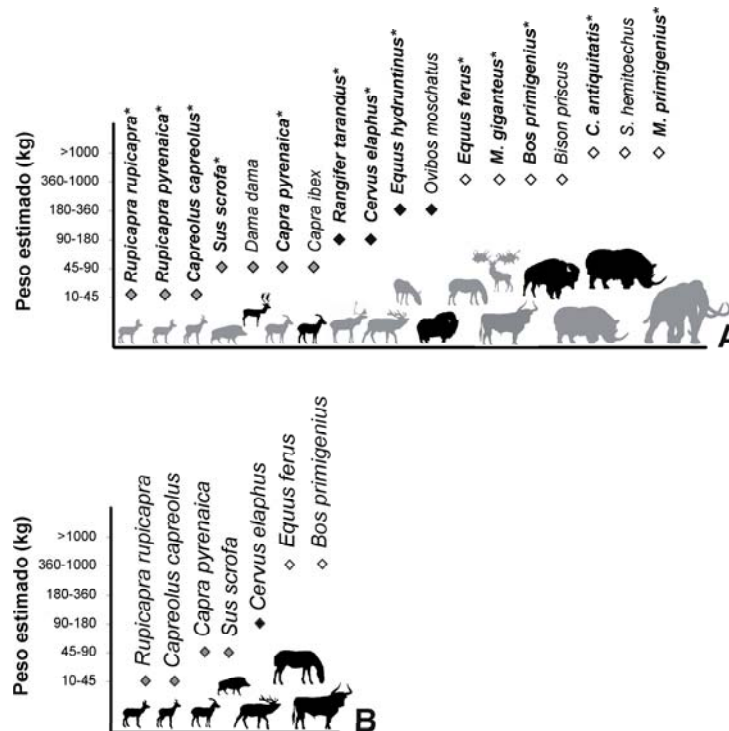 Peso estimado (kg)
>1000
360-1000
180-360
90-180
45-90
10-45
Rupicapra rupicapra*
Rupicapra pyrenaica*
Capreolus capreolus*
Sus scrofa*
Dama dama
Capra pyrenaica*
Capra ibex
Rangifer tarandus*
Cervus elaphus*
Equus hydruntinus*
Ovibos moschatus
Equus ferus*
M. giganteus*
Bos primigenius*
Bison priscus
C. antiquitatis*
S. hemitoechus
M. primigenius*
A
Peso estimado (kg)
>1000
360-1000
180-360
90-180
45-90
10-45
Rupicapra rupicapra
Capreolus capreolus
Capra pyrenaica
Sus scrofa
Cervus elaphus
Equus ferus
Bos primigenius
B